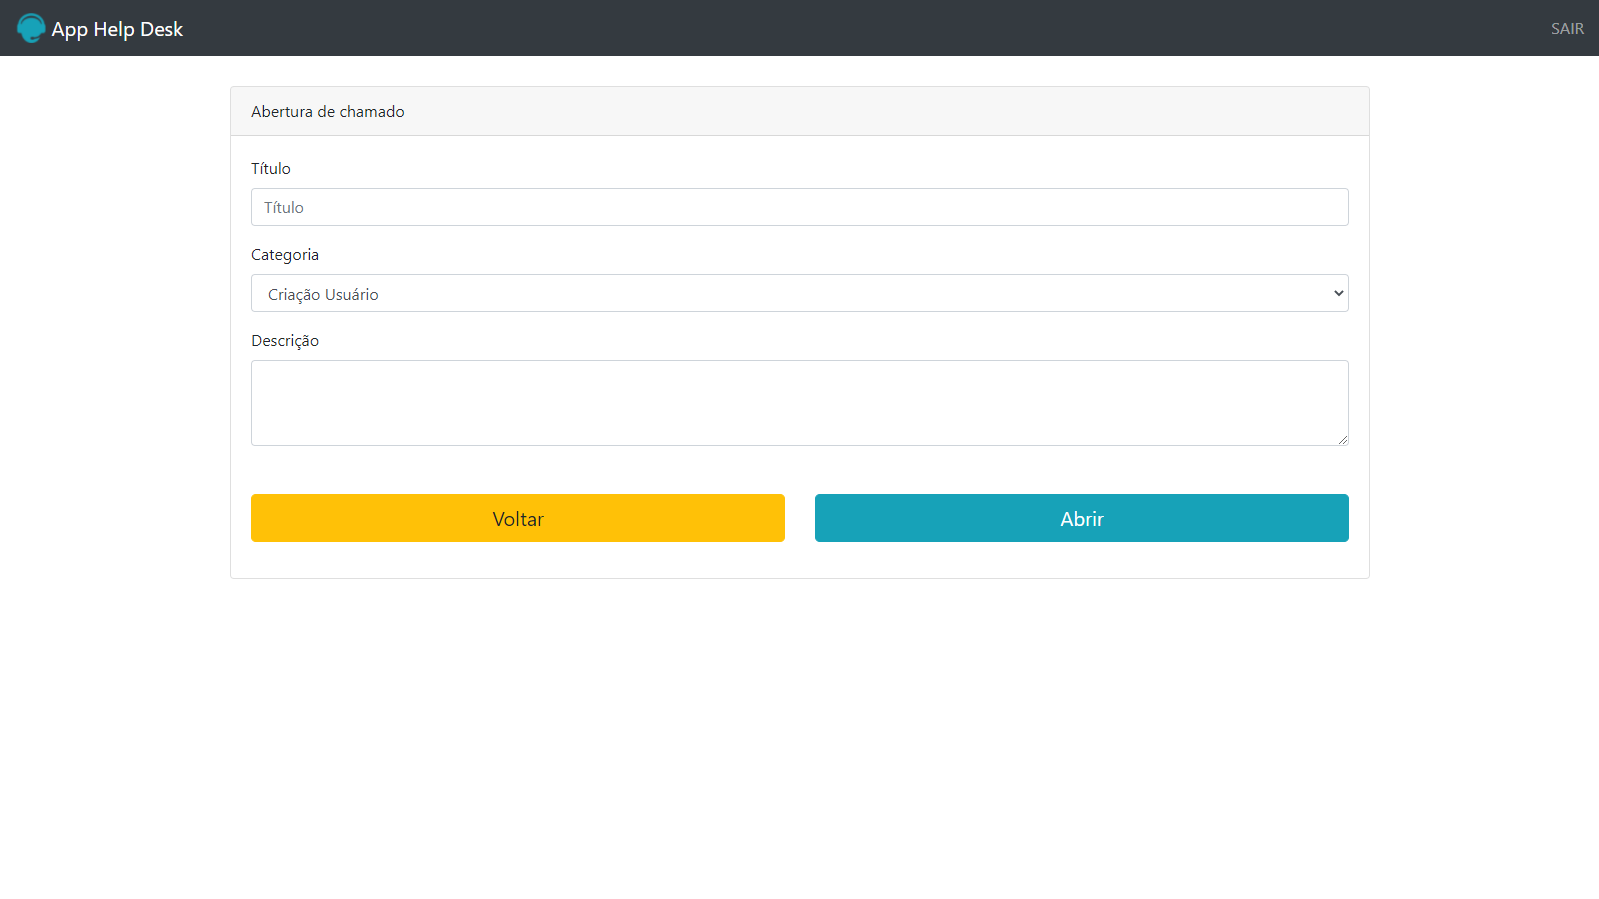 App Help Desk
SAIR
Abertura de chamado
Título
Título
Categoria
Criação Usuário
Descrição
Voltar
Abrir